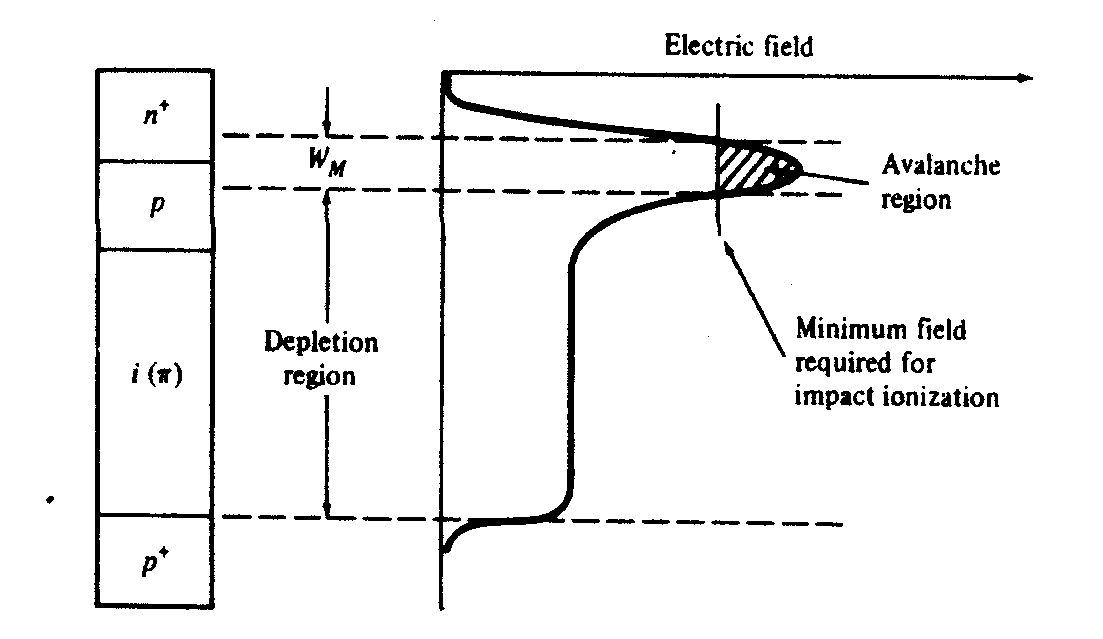 Electric field
n⁺
W_M
p
Avalanche
region
Depletion
region
i (π)
Minimum field
required for
impact ionization
p⁺